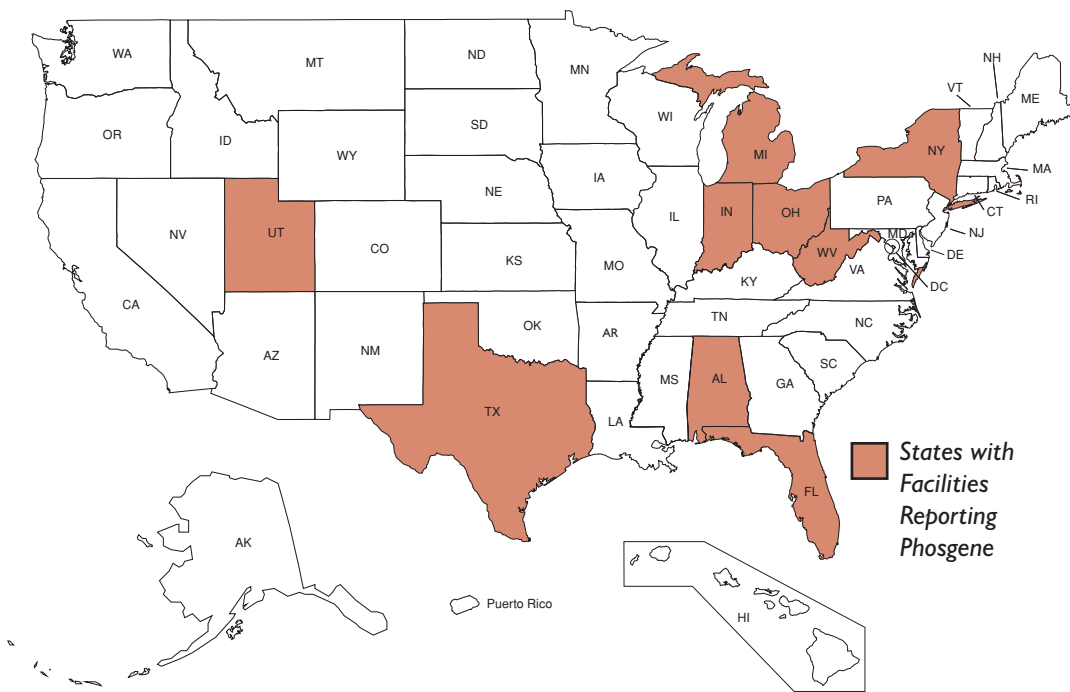 WA
MT
ND
MN
NH
VT
ME
OR
ID
SD
WI
WY
MI
NY
MA
NE
IA
PA
RI
CT
NV
UT
CO
IL
IN
OH
NJ
MD
DE
WV
VA
DC
KS
MO
KY
CA
AZ
NM
OK
AR
TN
NC
SC
MS
AL
GA
TX
LA
FL
States with
Facilities
Reporting
Phosgene
AK
Puerto Rico
HI